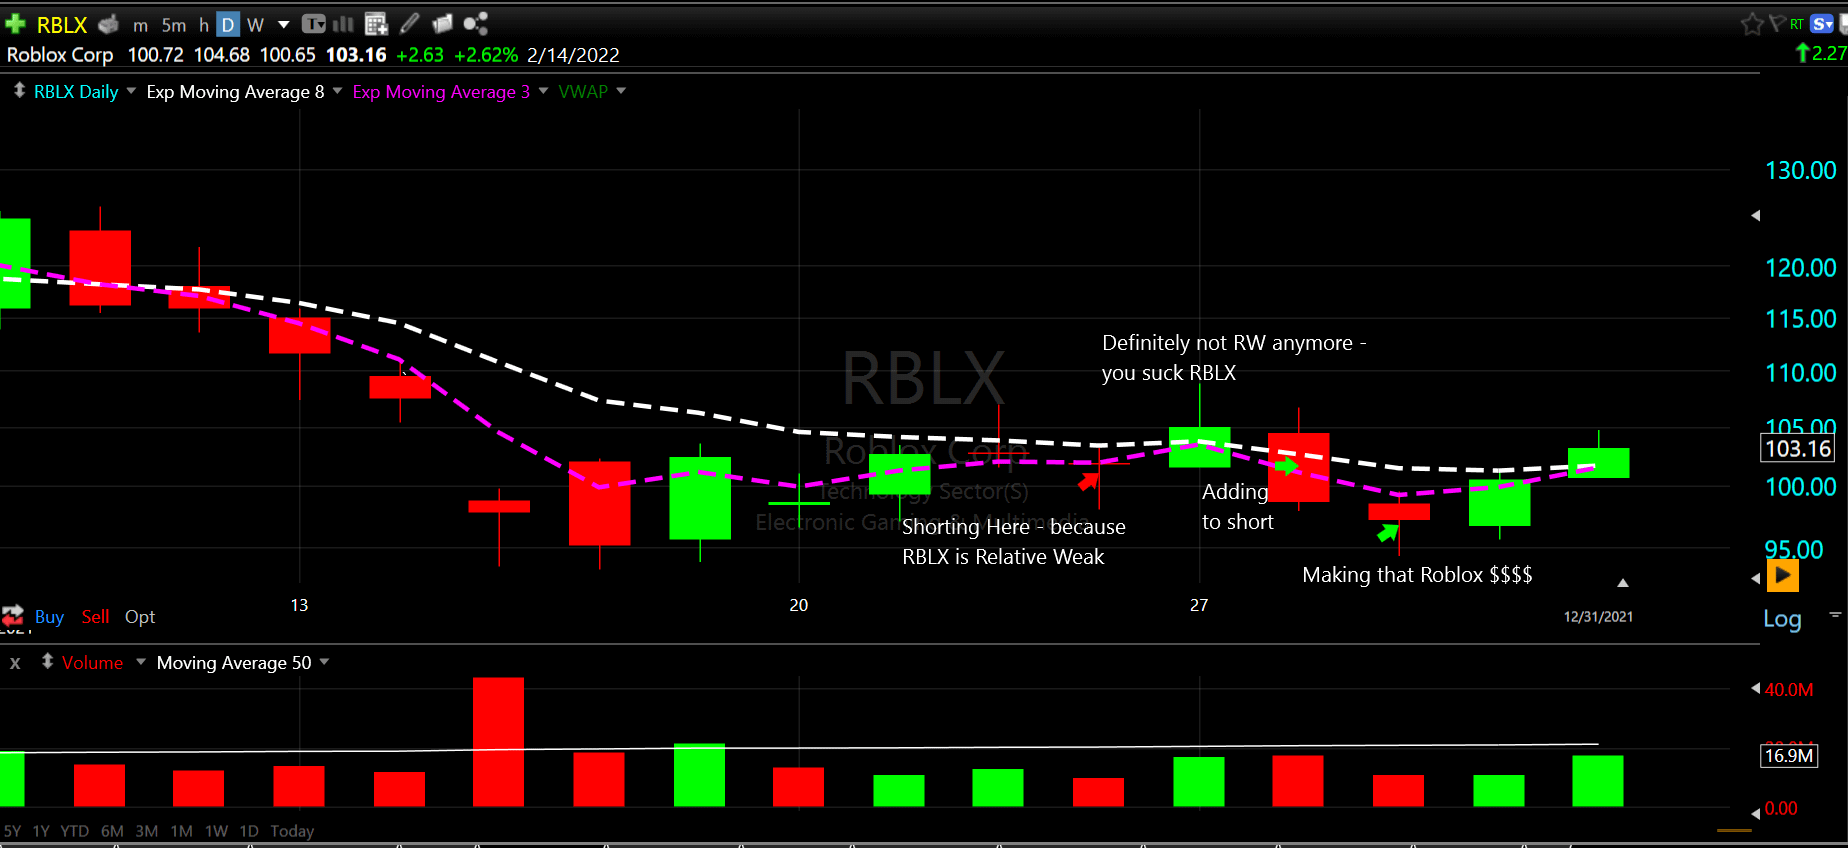 RBLX m 5m h D W T RT S
Roblox Corp 100.72 104.68 100.65 103.16 +2.63 +2.62% 2/14/2022 2.27
RBLX Daily Exp Moving Average 8 Exp Moving Average 3 VWAP
130.00
120.00
115.00
110.00
105.00
103.16
100.00
95.00
RBLX
Roblox Corp
Technology Sector(S)
Electronic Gaming & Multimedia
Definitely not RW anymore -
you suck RBLX
Adding
to short
Shorting Here - because
RBLX is Relative Weak
Making that Roblox $$$$
13 20 27 12/31/2021
Buy Sell Opt Log
x Volume Moving Average 50
40.0M
16.9M
0.00
5Y 1Y YTD 6M 3M 1M 1W 1D Today